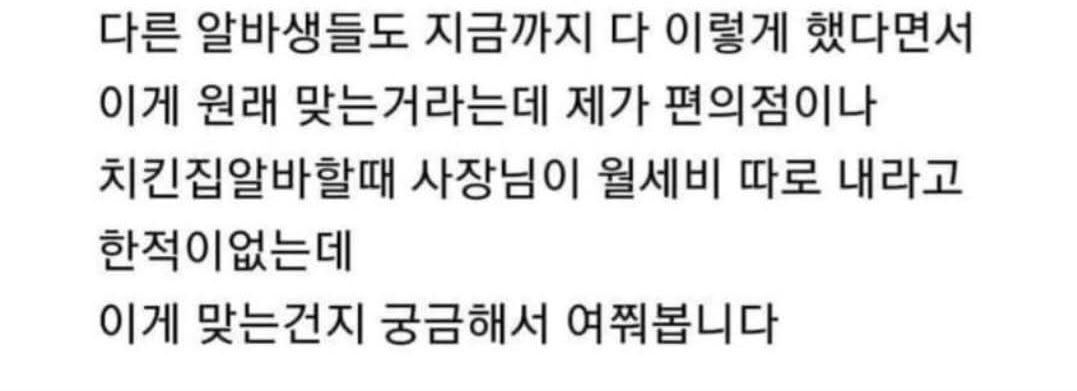 다른 알바생들도 지금까지 다 이렇게 했다면서
이게 원래 맞는거라는데 제가 편의점이나
치킨집알바할때 사장님이 월세비 따로 내라고
한적이없는데
이게 맞는건지 궁금해서 여쭤봅니다